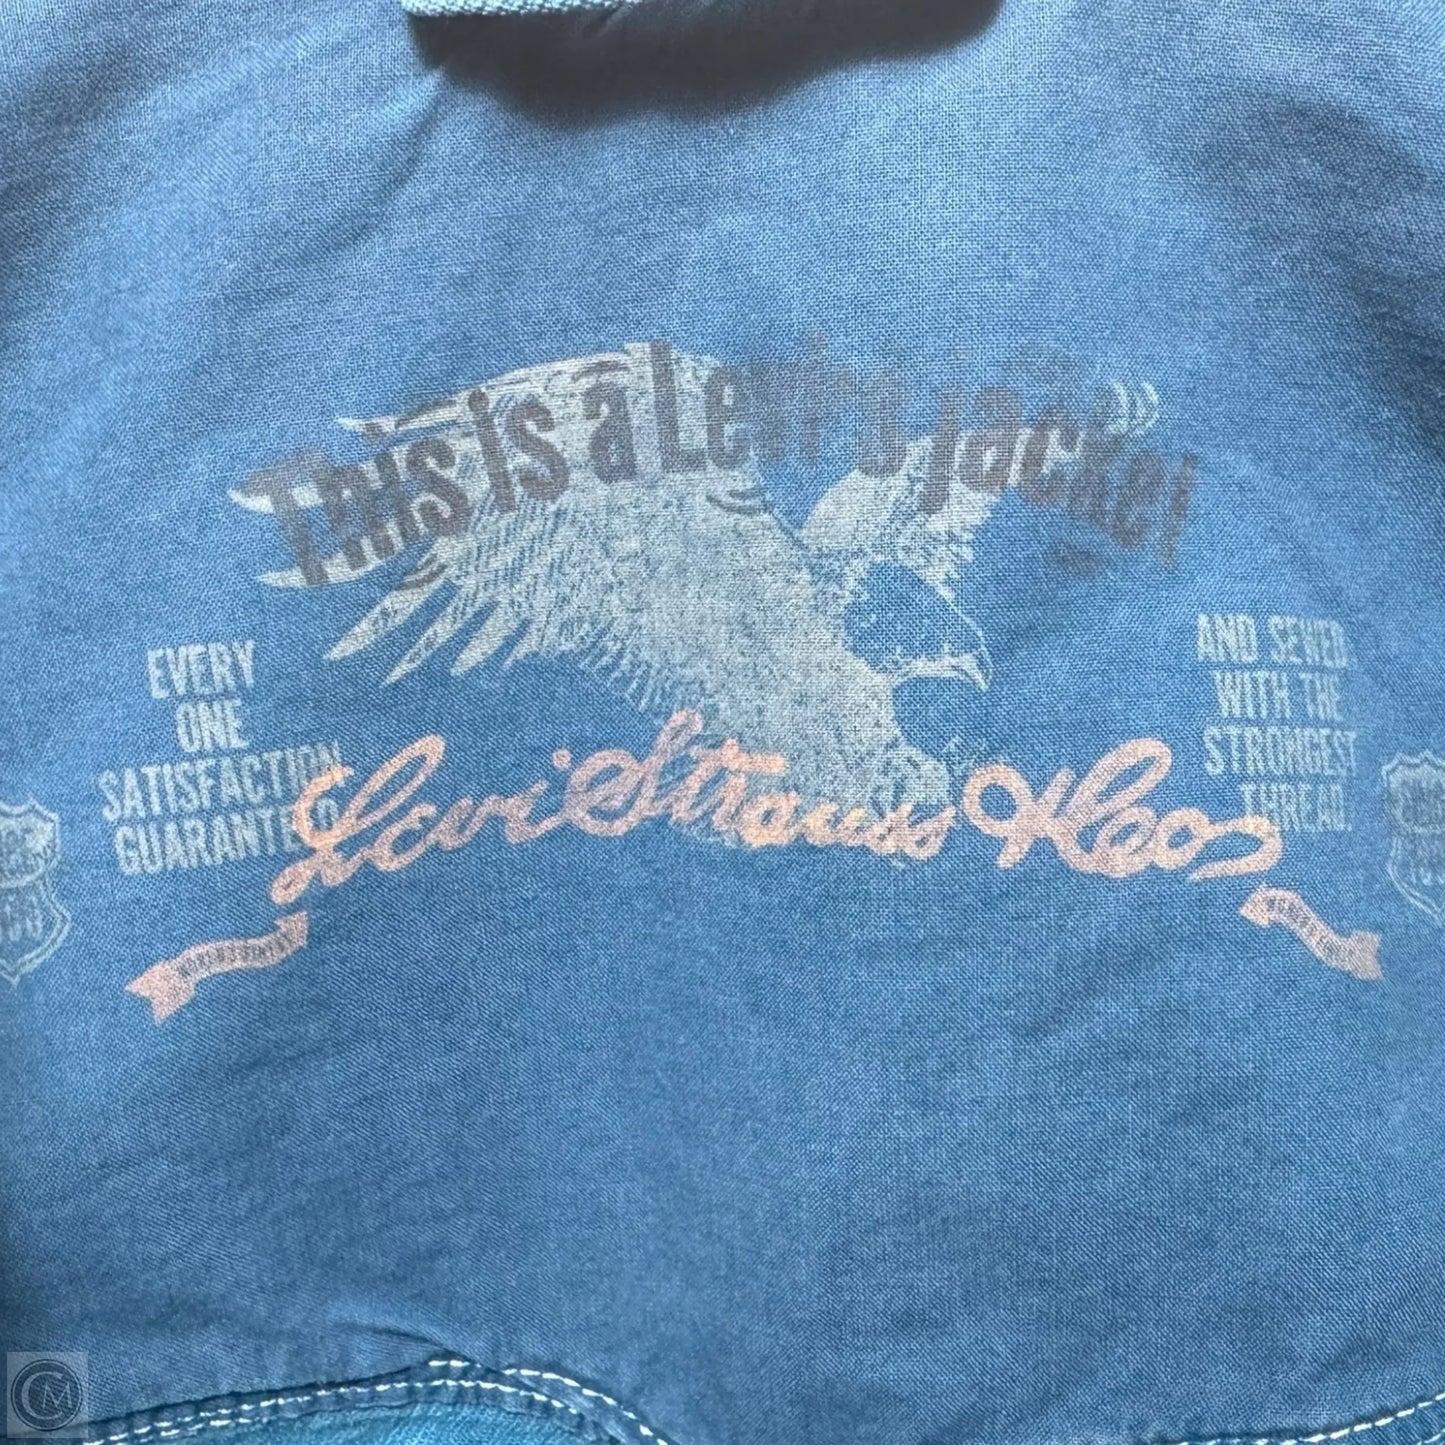 This is a Levi's jacket
EVERY
ONE
SATISFACTION
GUARANTEED
AND SEWED
WITH THE
STRONGEST
THREAD.
Levi Strauss & Co